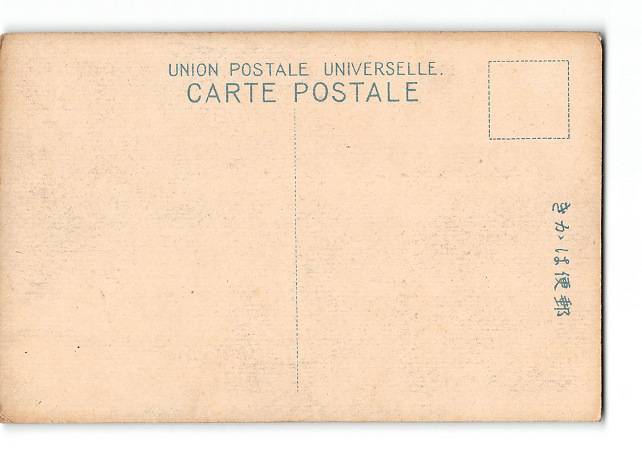 UNION POSTALE UNIVERSELLE.
CARTE POSTALE
きかは便郵